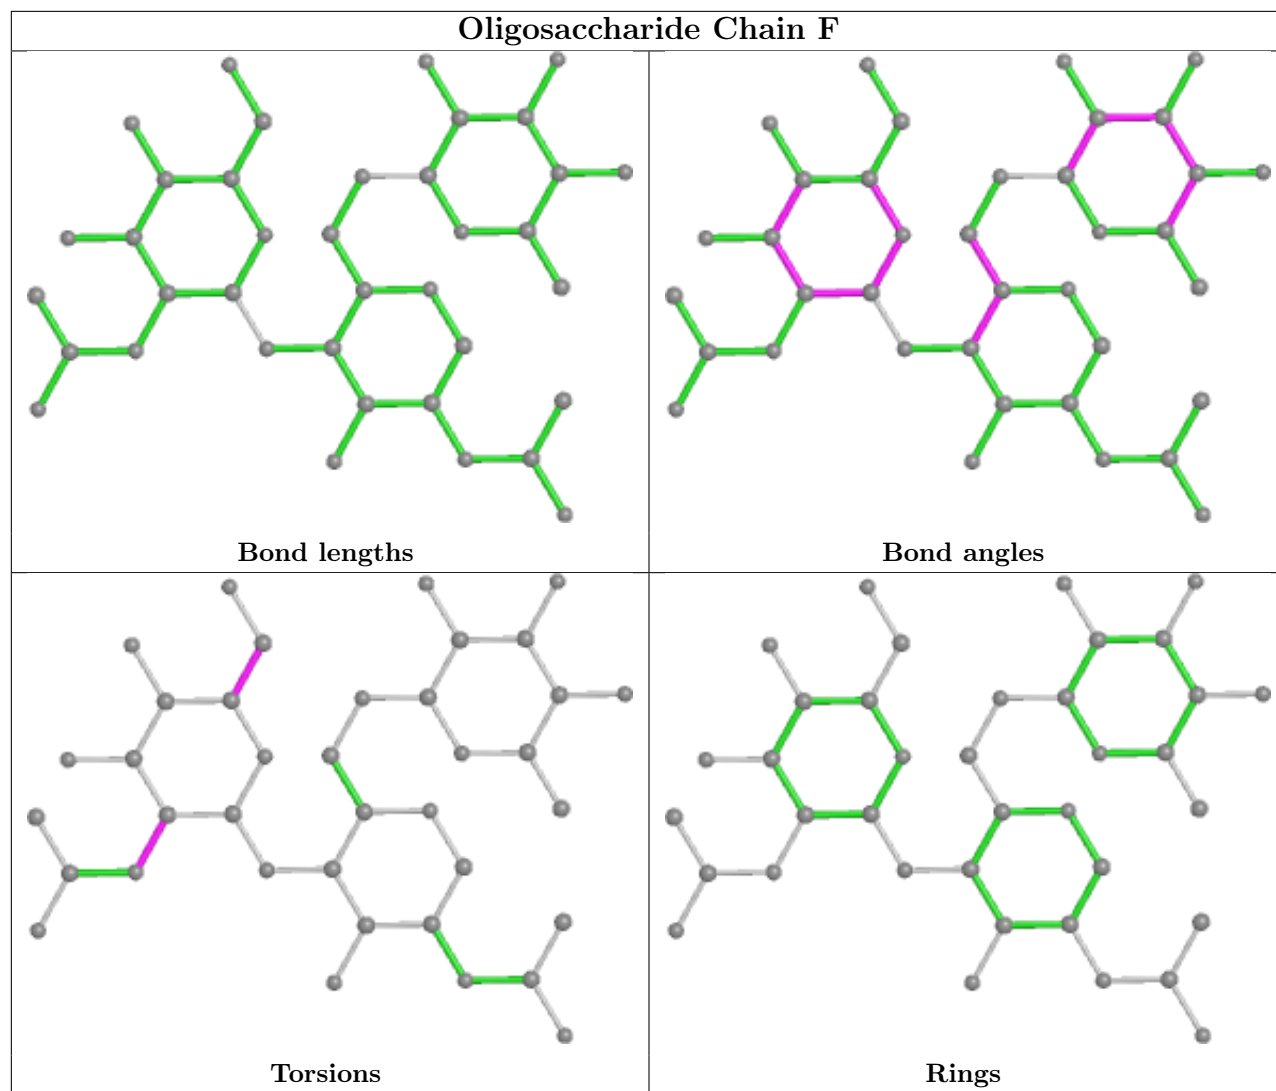 Oligosaccharide Chain F
Bond lengths
Bond angles
Torsions
Rings